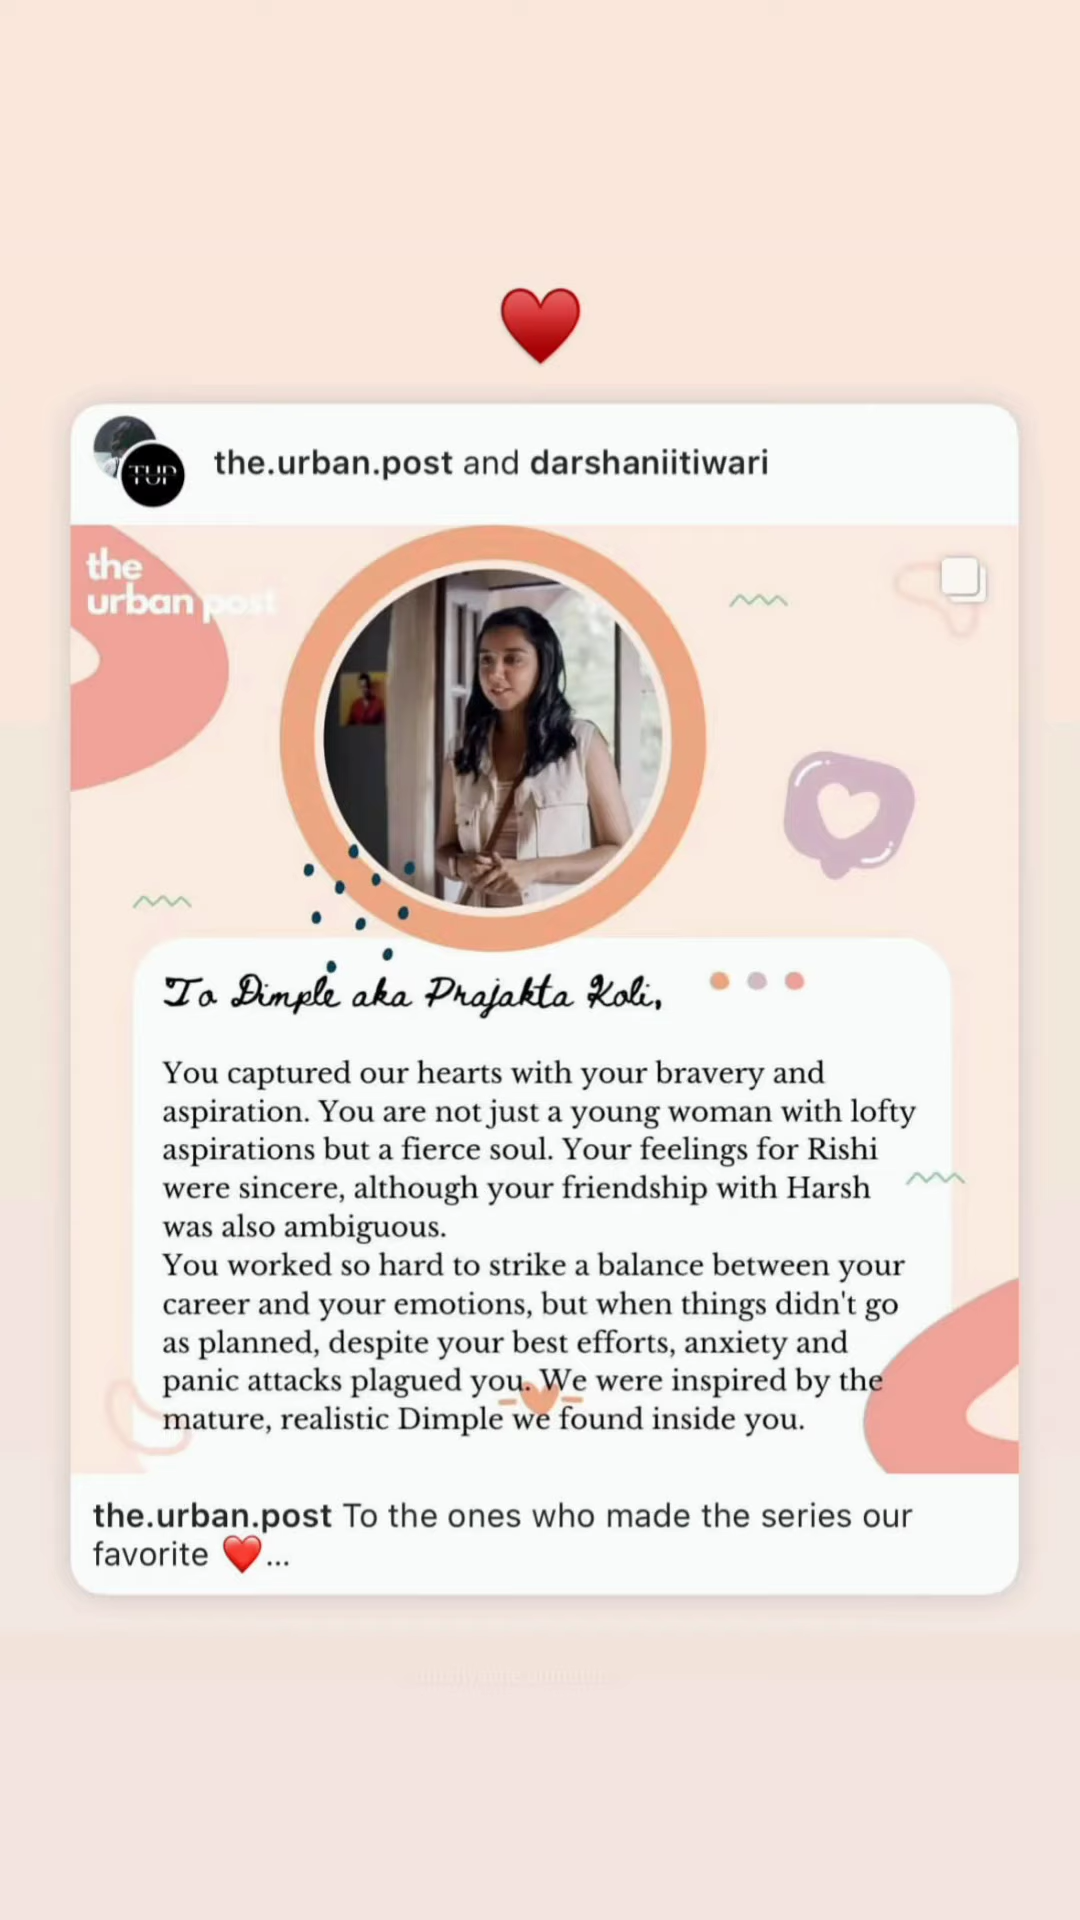 the.urban.post and darshaniitiwari
TUP
the
urban post
To Dimple aka Prajakta Koli,
You captured our hearts with your bravery and
aspiration. You are not just a young woman with lofty
aspirations but a fierce soul. Your feelings for Rishi
were sincere, although your friendship with Harsh
was also ambiguous.
You worked so hard to strike a balance between your
career and your emotions, but when things didn't go
as planned, despite your best efforts, anxiety and
panic attacks plagued you. We were inspired by the
mature, realistic Dimple we found inside you.
the.urban.post To the ones who made the series our
favorite ❤️...